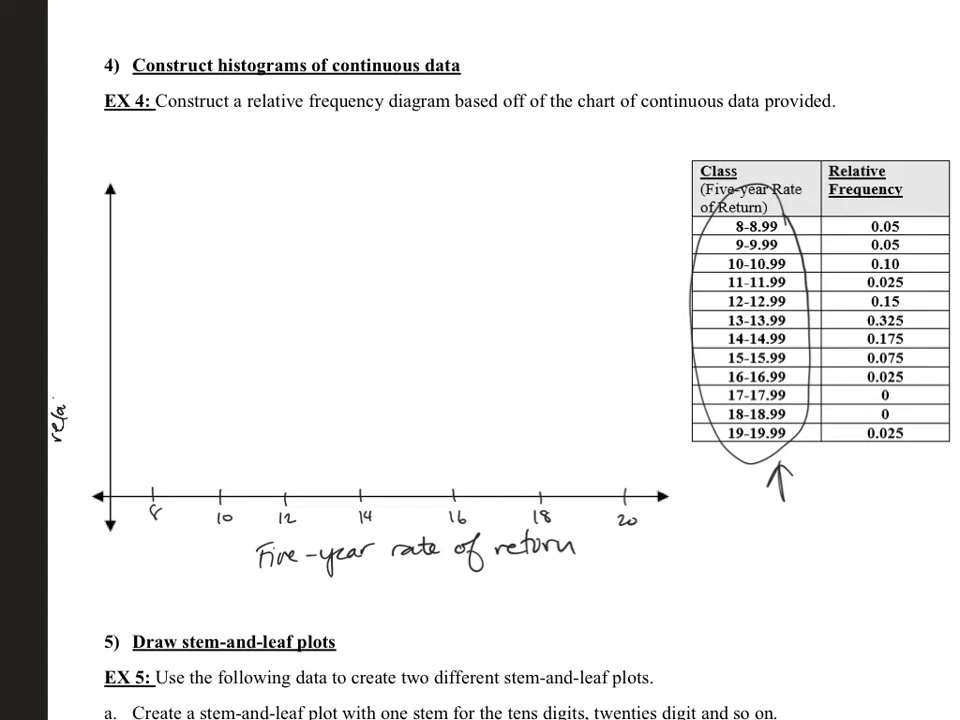 4) Construct histograms of continuous data
EX 4: Construct a relative frequency diagram based off of the chart of continuous data provided.
Class
(Five-year Rate
of Return)
Relative
Frequency
8-8.99 0.05
9-9.99 0.05
10-10.99 0.10
11-11.99 0.025
12-12.99 0.15
13-13.99 0.325
14-14.99 0.175
15-15.99 0.075
16-16.99 0.025
17-17.99 0
18-18.99 0
19-19.99 0.025
rela
8 10 12 14 16 18 20
Five-year rate of return
5) Draw stem-and-leaf plots
EX 5: Use the following data to create two different stem-and-leaf plots.
a. Create a stem-and-leaf plot with one stem for the tens digits, twenties digit and so on.